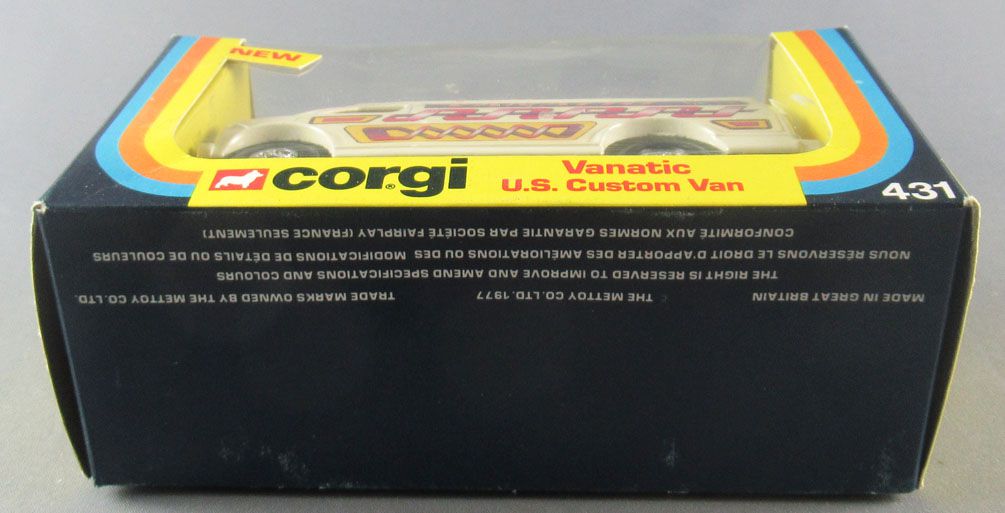 NEW
corgi®
Vanatic
U.S. Custom Van
431
MADE IN GREAT BRITAIN THE METTOY CO. LTD. 1977 TRADE MARKS OWNED BY THE METTOY CO. LTD.
THE RIGHT IS RESERVED TO IMPROVE AND AMEND SPECIFICATIONS AND COLOURS
NOUS RÉSERVONS LE DROIT D'APPORTER DES AMÉLIORATIONS OU DES MODIFICATIONS DE DÉTAILS OU DE COULEURS
CONFORMITÉ AUX NORMES GARANTIE PAR SOCIÉTÉ FAIRPLAY (FRANCE SEULEMENT)